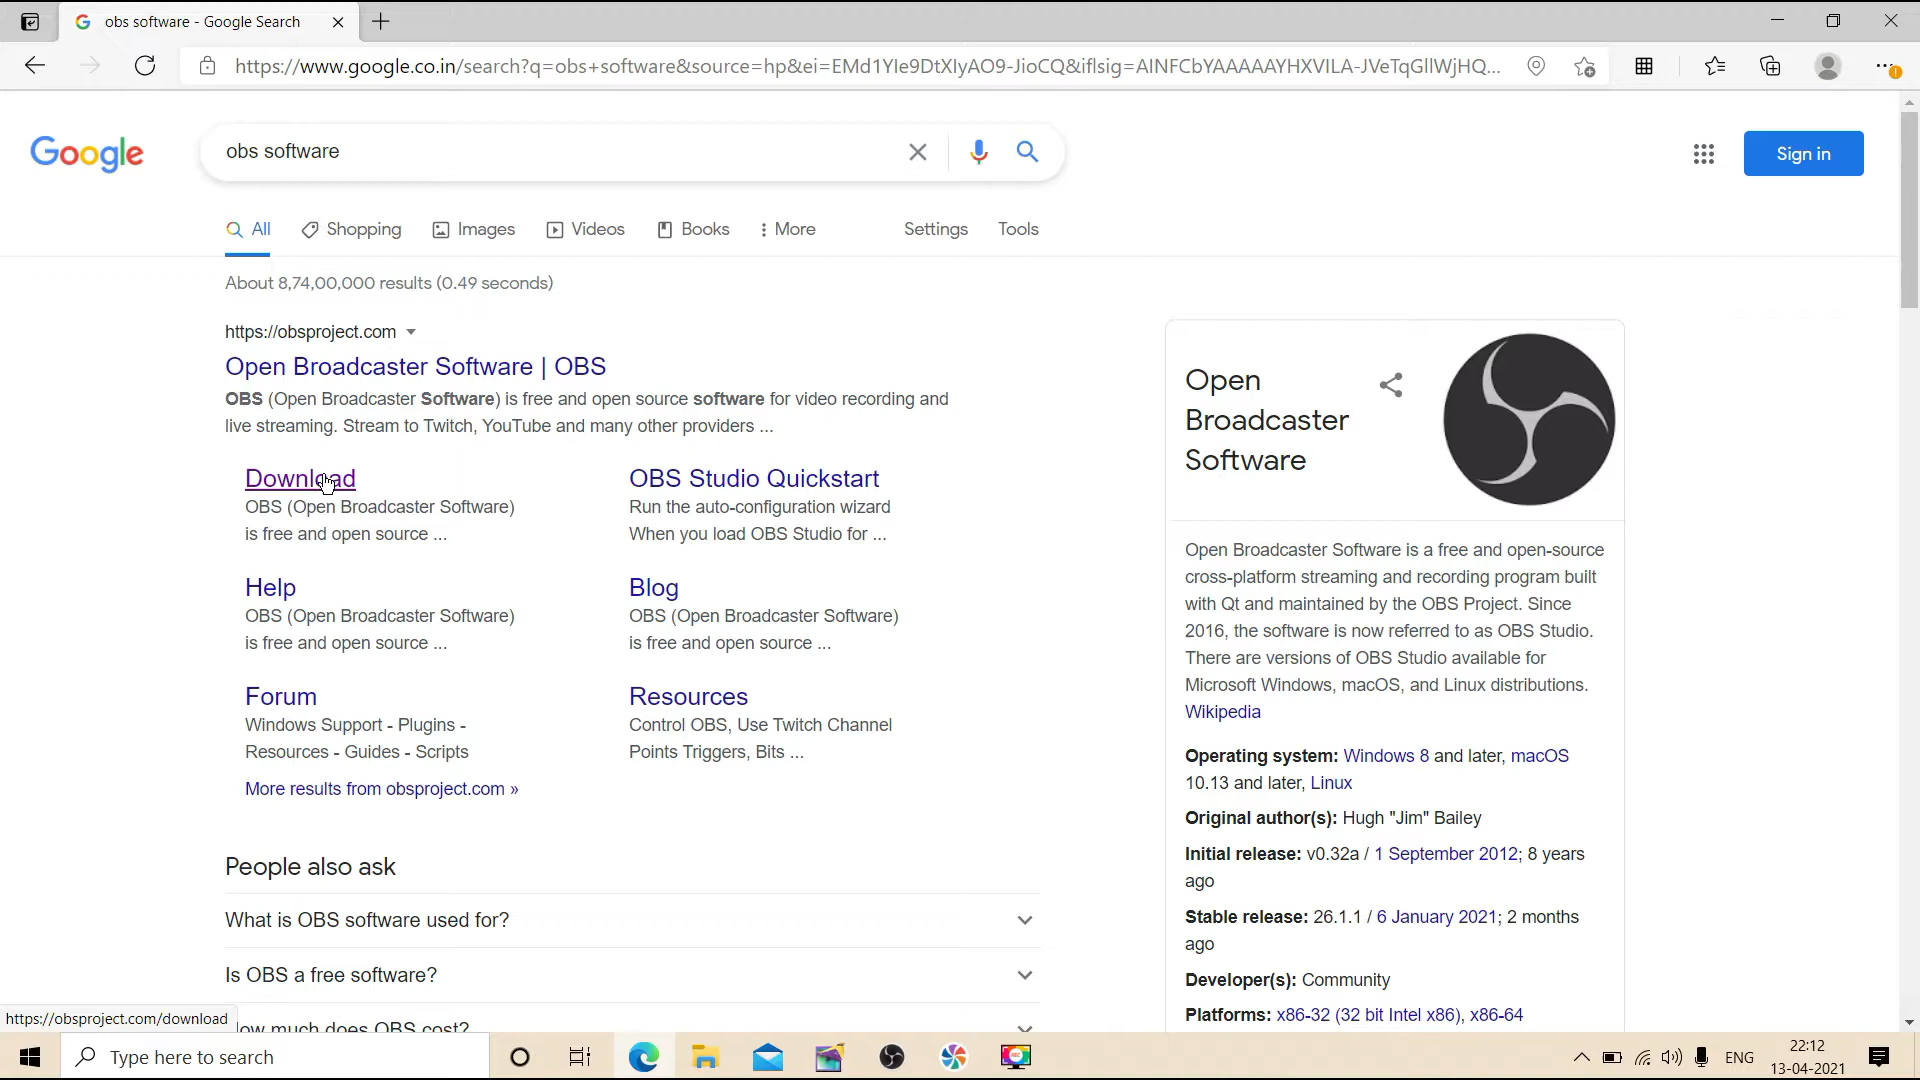 obs software - Google Search
https://www.google.co.in/search?q=obs+software&source=hp&ei=EMd1YIe9DtXIyAO9-JioCQ&iflsig=AINFCbYAAAAAYHXVILA-JVeTqGllWjHQ...
Google
obs software
Sign in
All
Shopping
Images
Videos
Books
More
Settings
Tools
About 8,74,00,000 results (0.49 seconds)
https://obsproject.com
Open Broadcaster Software | OBS
OBS (Open Broadcaster Software) is free and open source software for video recording and
live streaming. Stream to Twitch, YouTube and many other providers ...
Download
OBS (Open Broadcaster Software)
is free and open source ...
OBS Studio Quickstart
Run the auto-configuration wizard
When you load OBS Studio for ...
Help
OBS (Open Broadcaster Software)
is free and open source ...
Blog
OBS (Open Broadcaster Software)
is free and open source ...
Forum
Windows Support - Plugins -
Resources - Guides - Scripts
Resources
Control OBS, Use Twitch Channel
Points Triggers, Bits ...
More results from obsproject.com »
People also ask
What is OBS software used for?
Is OBS a free software?
How much does OBS cost?
Open
Broadcaster
Software
Open Broadcaster Software is a free and open-source
cross-platform streaming and recording program built
with Qt and maintained by the OBS Project. Since
2016, the software is now referred to as OBS Studio.
There are versions of OBS Studio available for
Microsoft Windows, macOS, and Linux distributions.
Wikipedia
Operating system: Windows 8 and later, macOS
10.13 and later, Linux
Original author(s): Hugh "Jim" Bailey
Initial release: v0.32a / 1 September 2012; 8 years
ago
Stable release: 26.1.1 / 6 January 2021; 2 months
ago
Developer(s): Community
Platforms: x86-32 (32 bit Intel x86), x86-64
https://obsproject.com/download
Type here to search
REC
ENG
22:12
13-04-2021